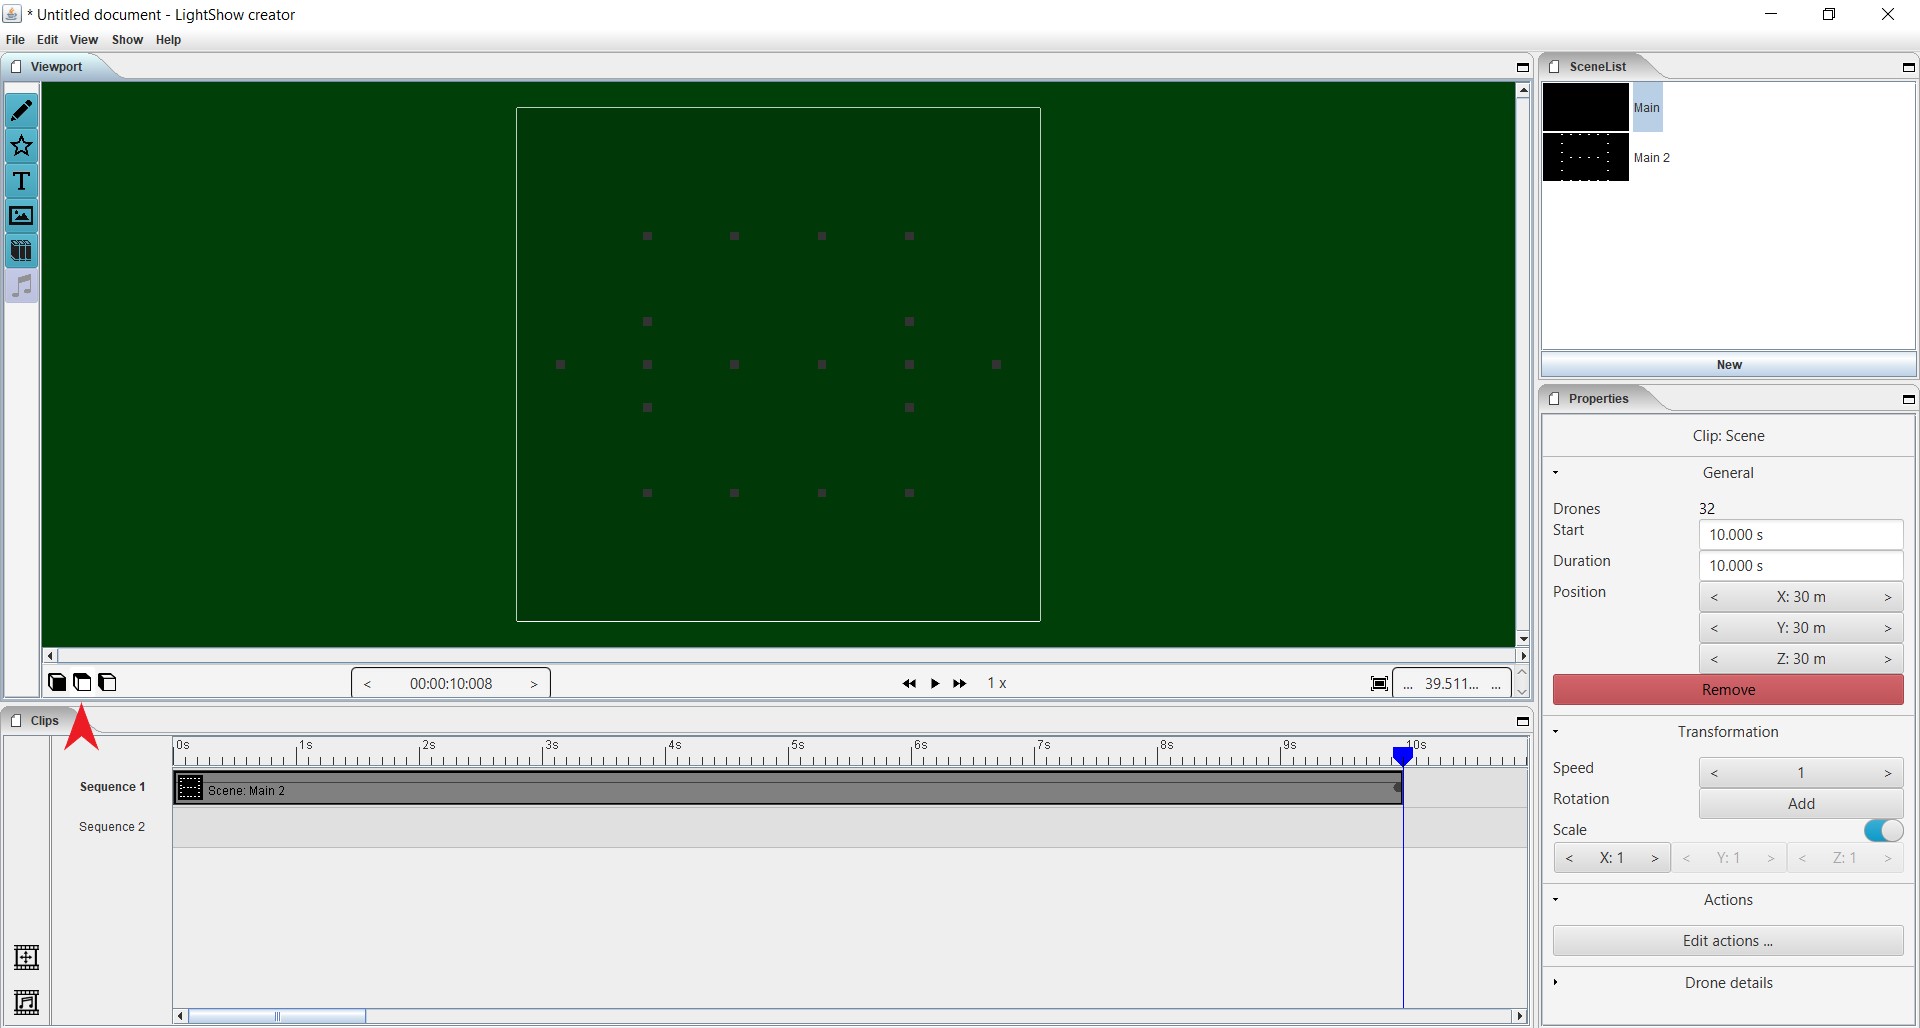 * Untitled document - LightShow creator
File Edit View Show Help
Viewport
SceneList
Main
Main 2
New
Properties
Clip: Scene
General
Drones 32
Start 10.000 s
Duration 10.000 s
Position < X: 30 m >
< Y: 30 m >
< Z: 30 m >
Remove
Transformation
Speed < 1 >
Rotation Add
Scale
< X: 1 > < Y: 1 > < Z: 1 >
Actions
Edit actions ...
Drone details
< 00:00:10:008 >
1 x
... 39.511... ...
Clips
0s 1s 2s 3s 4s 5s 6s 7s 8s 9s 10s
Sequence 1
Scene: Main 2
Sequence 2